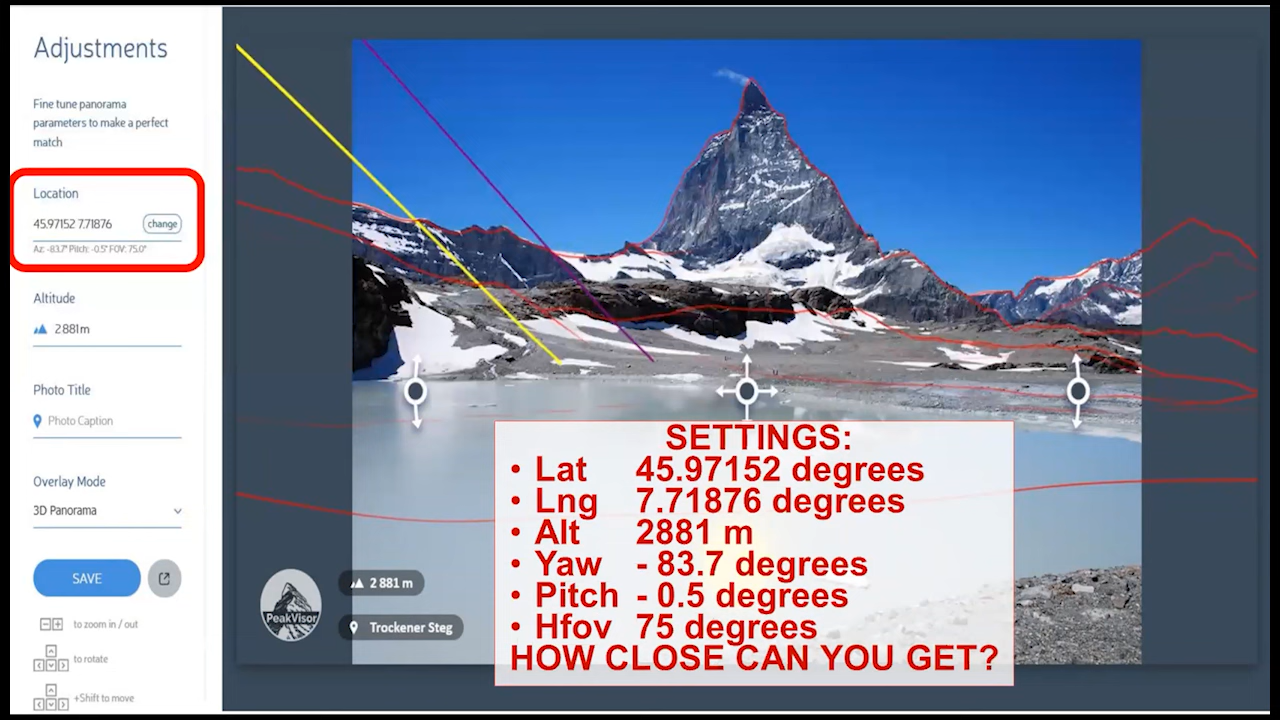 Adjustments
Fine tune panorama
parameters to make a perfect
match
Location
45.97152 7.71876 change
Az: -83.7° Pitch: -0.5° FOV: 75.0°
Altitude
2 881 m
Photo Title
Photo Caption
Overlay Mode
3D Panorama
SAVE
to zoom in / out
to rotate
+Shift to move
PeakVisor
2 881 m
Trockener Steg
SETTINGS:
• Lat 45.97152 degrees
• Lng 7.71876 degrees
• Alt 2881 m
• Yaw - 83.7 degrees
• Pitch - 0.5 degrees
• Hfov 75 degrees
HOW CLOSE CAN YOU GET?